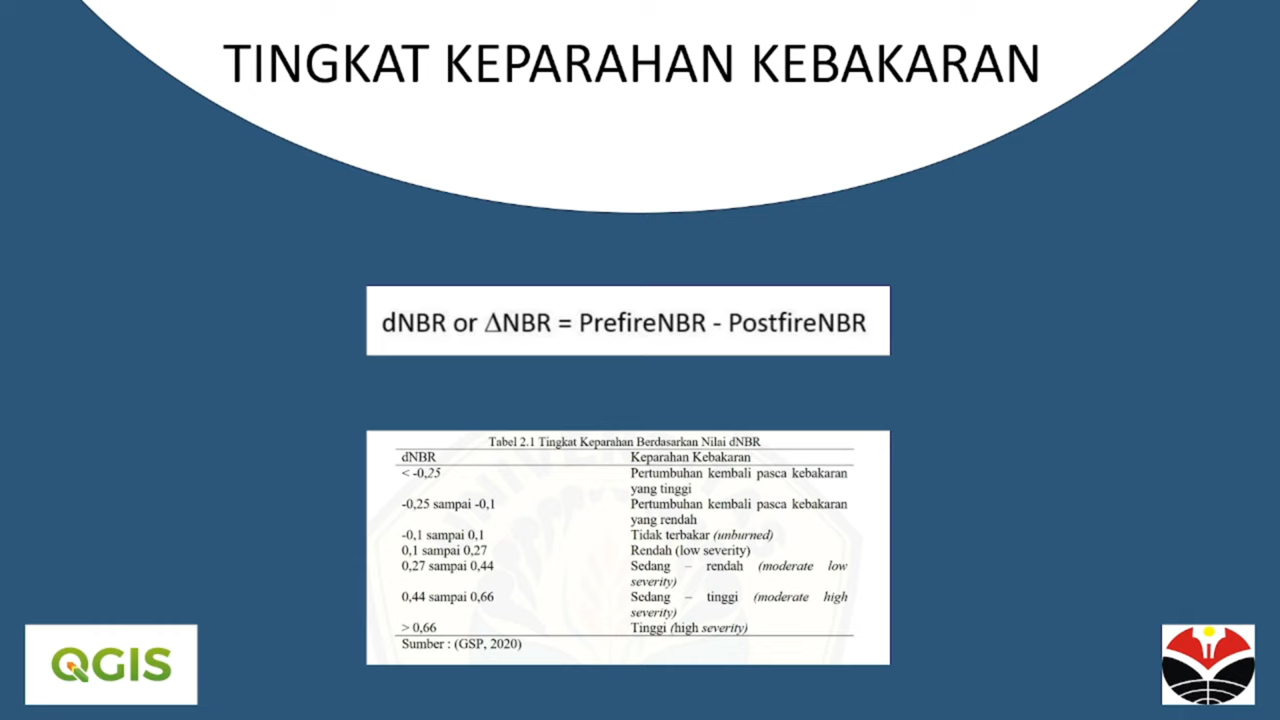 TINGKAT KEPARAHAN KEBAKARAN
dNBR or ΔNBR = PrefireNBR - PostfireNBR
Tabel 2.1 Tingkat Keparahan Berdasarkan Nilai dNBR
dNBR Keparahan Kebakaran
< -0,25 Pertumbuhan kembali pasca kebakaran
yang tinggi
-0,25 sampai -0,1 Pertumbuhan kembali pasca kebakaran
yang rendah
-0,1 sampai 0,1 Tidak terbakar (unburned)
0,1 sampai 0,27 Rendah (low severity)
0,27 sampai 0,44 Sedang – rendah (moderate low
severity)
0,44 sampai 0,66 Sedang – tinggi (moderate high
severity)
> 0,66 Tinggi (high severity)
Sumber : (GSP, 2020)
QGIS